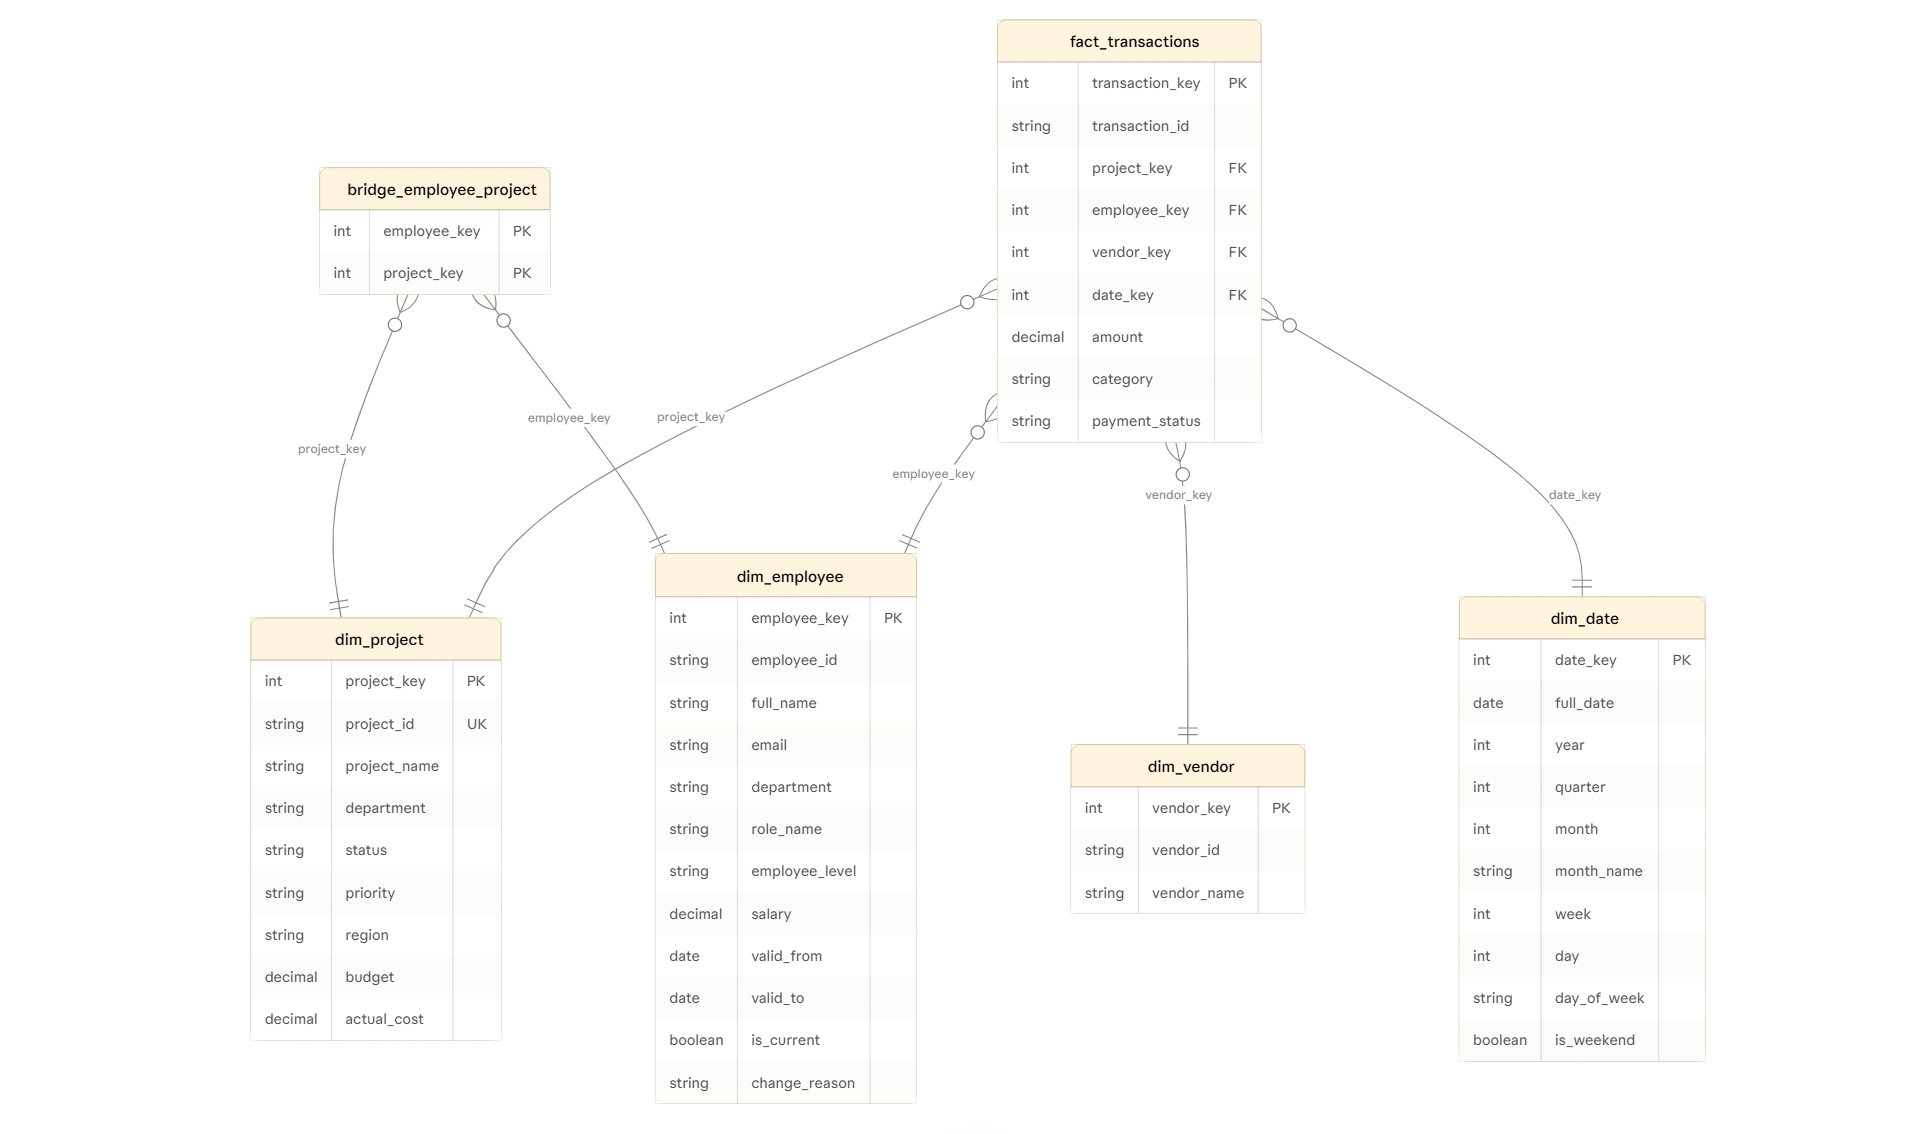 fact_transactions
int transaction_key PK
string transaction_id
int project_key FK
int employee_key FK
int vendor_key FK
int date_key FK
decimal amount
string category
string payment_status
bridge_employee_project
int employee_key PK
int project_key PK
project_key
employee_key
project_key
employee_key
vendor_key
date_key
dim_project
int project_key PK
string project_id UK
string project_name
string department
string status
string priority
string region
decimal budget
decimal actual_cost
dim_employee
int employee_key PK
string employee_id
string full_name
string email
string department
string role_name
string employee_level
decimal salary
date valid_from
date valid_to
boolean is_current
string change_reason
dim_vendor
int vendor_key PK
string vendor_id
string vendor_name
dim_date
int date_key PK
date full_date
int year
int quarter
int month
string month_name
int week
int day
string day_of_week
boolean is_weekend